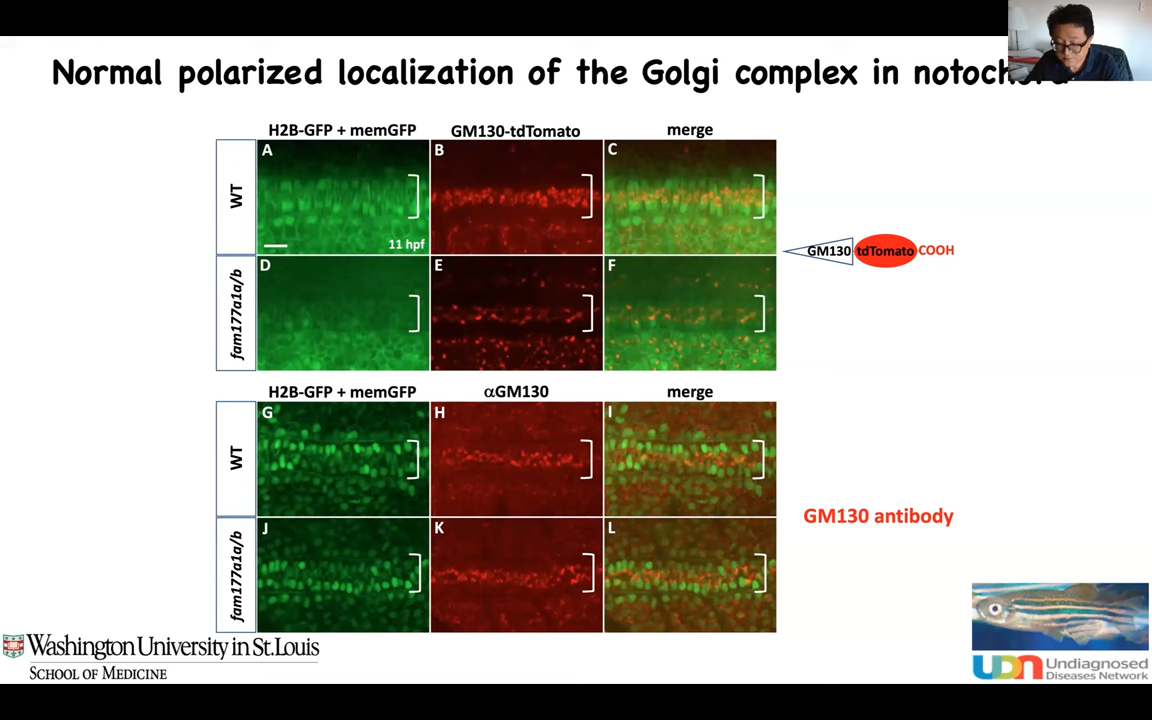 Normal polarized localization of the Golgi complex in notoch
H2B-GFP + memGFP GM130-tdTomato merge
WT
A B C
11 hpf
fam177a1a/b
D E F
GM130 tdTomato COOH
H2B-GFP + memGFP αGM130 merge
WT
G H I
fam177a1a/b
J K L
GM130 antibody
Washington University in St. Louis
SCHOOL OF MEDICINE
UDN Undiagnosed
Diseases Network